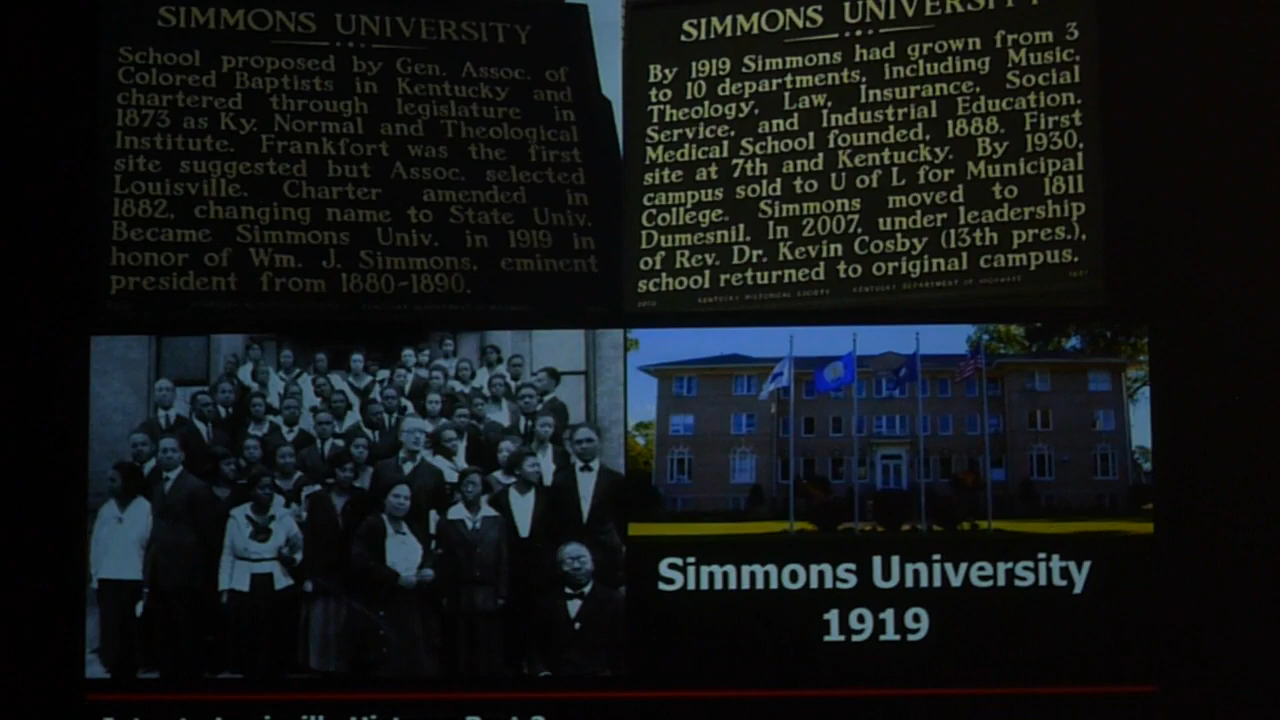 SIMMONS UNIVERSITY
School proposed by Gen. Assoc. of
Colored Baptists in Kentucky and
chartered through legislature in
1873 as Ky. Normal and Theological
Institute. Frankfort was the first
site suggested but Assoc. selected
Louisville. Charter amended in
1882, changing name to State Univ.
Became Simmons Univ. in 1919 in
honor of Wm. J. Simmons, eminent
president from 1880-1890.
SIMMONS UNIVERSITY
By 1919 Simmons had grown from 3
to 10 departments, including Music,
Theology, Law, Insurance, Social
Service, and Industrial Education.
Medical School founded, 1888. First
site at 7th and Kentucky. By 1930,
campus sold to U of L for Municipal
College. Simmons moved to 1811
Dumesnil. In 2007, under leadership
of Rev. Dr. Kevin Cosby (13th pres.),
school returned to original campus.
KENTUCKY HISTORICAL SOCIETY KENTUCKY DEPARTMENT OF HIGHWAYS
Simmons University
1919